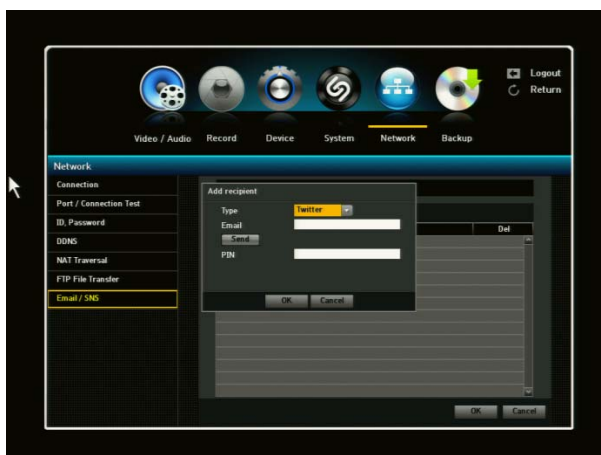 Logout
Return
Video / Audio Record Device System Network Backup
Network
Connection
Port / Connection Test
ID, Password
DDNS
NAT Traversal
FTP File Transfer
Email / SNS
Add recipient
Type Twitter
Email
Send
PIN
OK Cancel
Del
OK Cancel